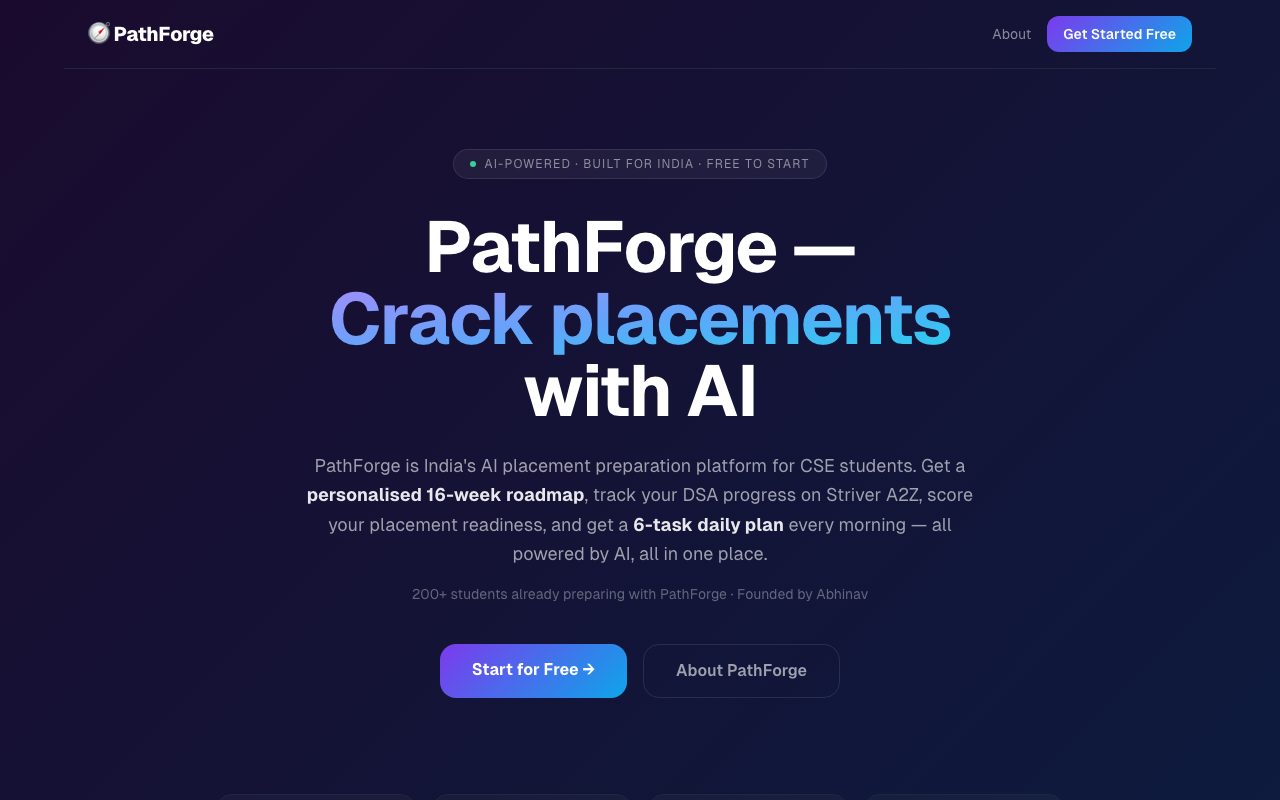 PathForge
About
Get Started Free
AI-POWERED · BUILT FOR INDIA · FREE TO START
PathForge —
Crack placements
with AI
PathForge is India's AI placement preparation platform for CSE students. Get a
personalised 16-week roadmap, track your DSA progress on Striver A2Z, score
your placement readiness, and get a 6-task daily plan every morning — all
powered by AI, all in one place.
200+ students already preparing with PathForge · Founded by Abhinav
Start for Free →
About PathForge